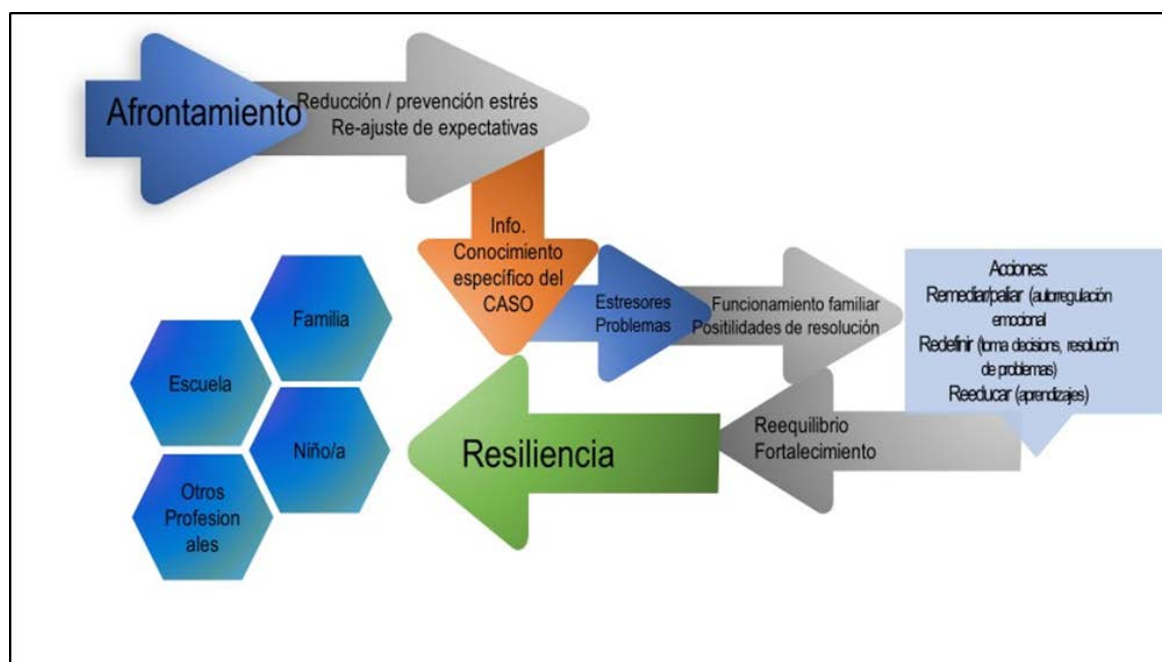 Afrontamiento
Reducción / prevención estrés
Re-ajuste de expectativas
Info.
Conocimiento
específico del
CASO
Estresores
Problemas
Funcionamiento familiar
Positilidades de resolución
Acciones:
Remediar/paliar (autorregulación
emocional
Redefinir (toma decisions, resolución
de problemas)
Reeducar (aprendizajes)
Reequilibrio
Fortalecimiento
Resiliencia
Familia
Escuela
Niño/a
Otros
Profesion
ales